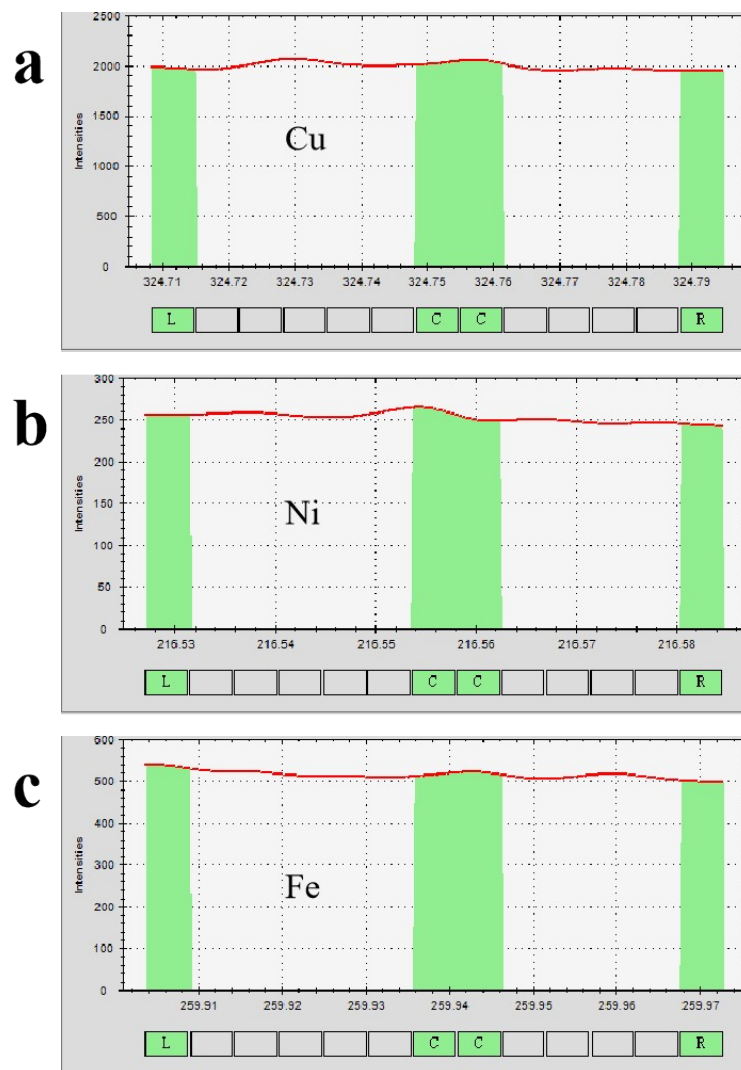 a
2500
2000
1500
1000
500
0
Intensities
Cu
324.71 324.72 324.73 324.74 324.75 324.76 324.77 324.78 324.79
L C C R
b
300
250
200
150
100
50
0
Intensities
Ni
216.53 216.54 216.55 216.56 216.57 216.58
L C C R
c
600
500
400
300
200
100
0
Intensities
Fe
259.91 259.92 259.93 259.94 259.95 259.96 259.97
L C C R